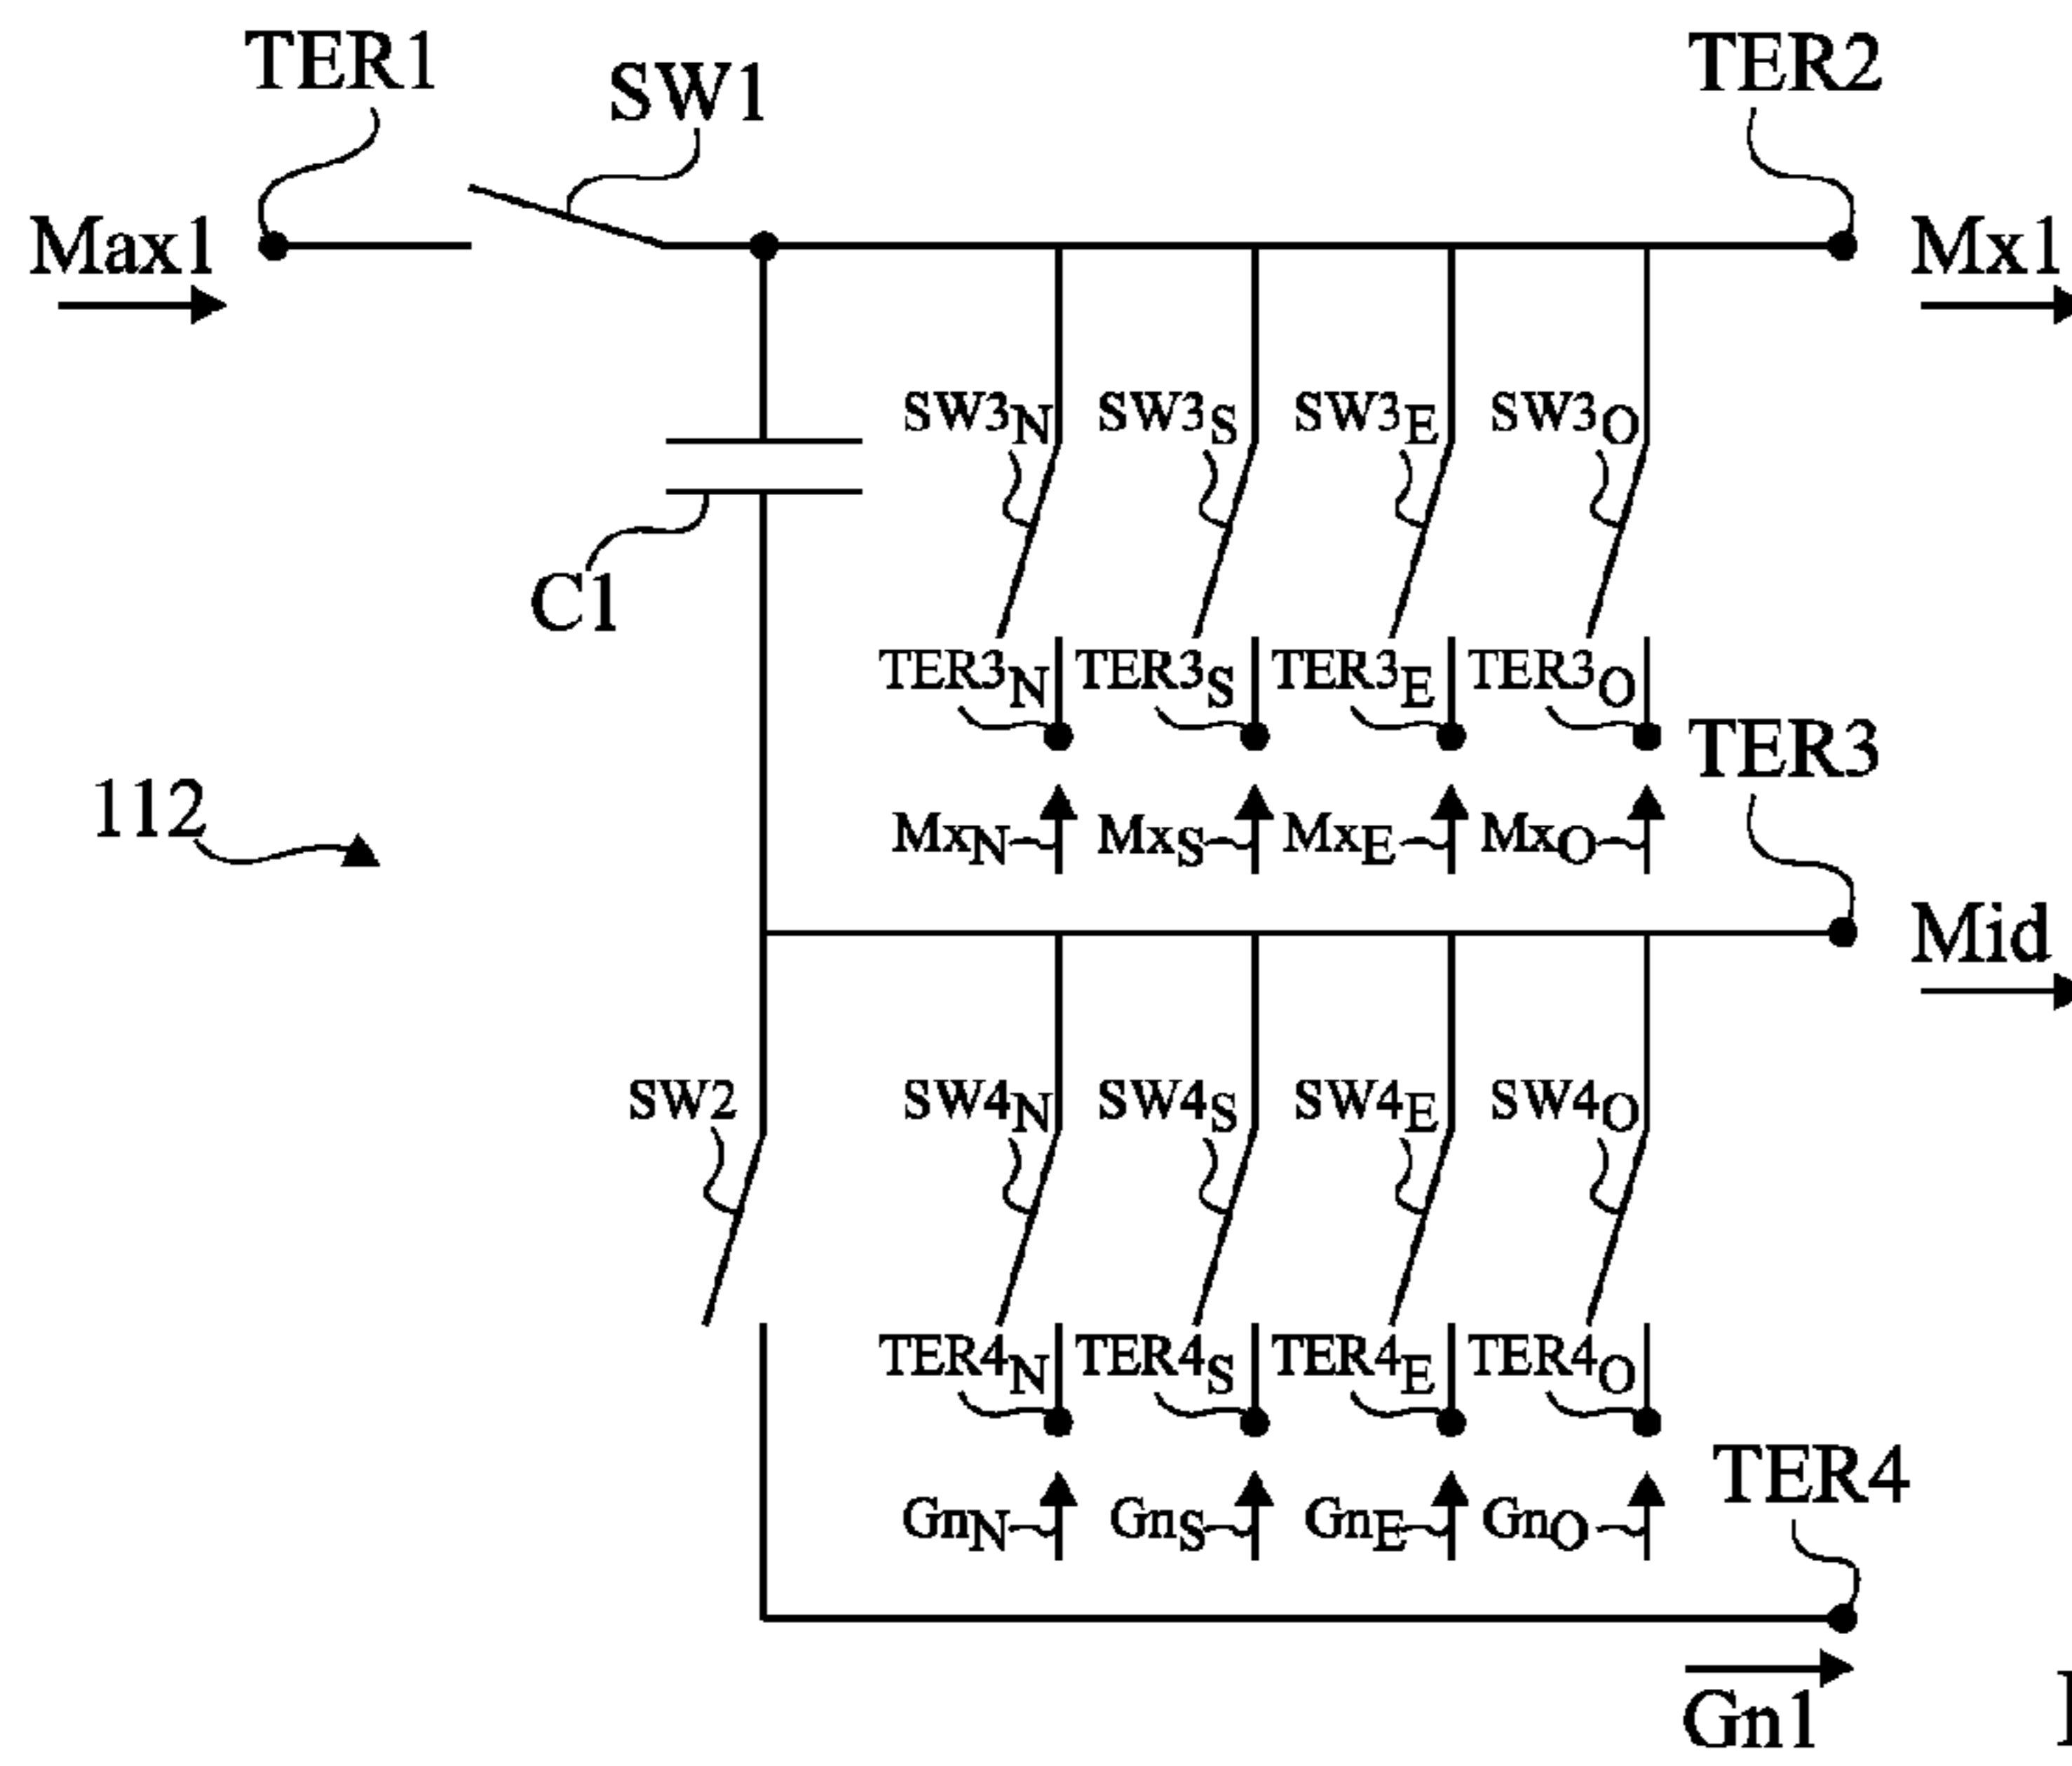 TER1
SW1
TER2
Max1
Mx1
SW3N SW3S SW3E SW3O
C1
TER3N TER3S TER3E TER3O
TER3
112
MxN MxS MxE MxO
Mid
SW2 SW4N SW4S SW4E SW4O
TER4N TER4S TER4E TER4O
TER4
GnN GnS GnE GnO
Gn1